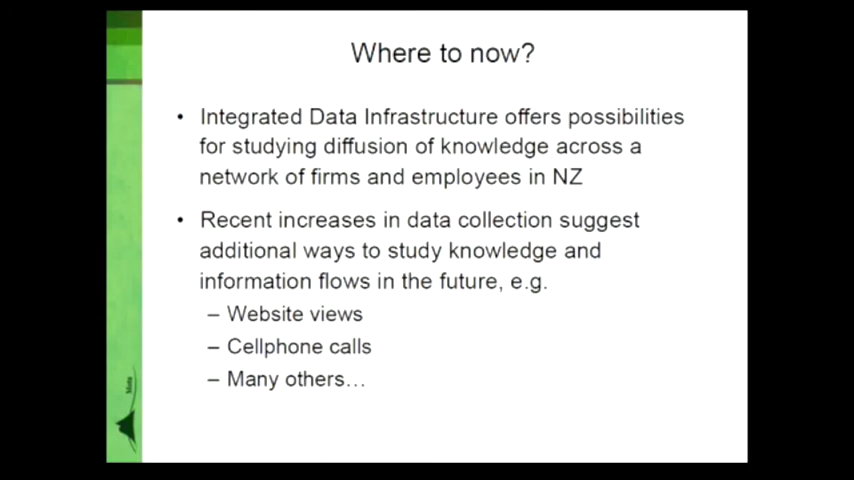 Where to now?
• Integrated Data Infrastructure offers possibilities
for studying diffusion of knowledge across a
network of firms and employees in NZ
• Recent increases in data collection suggest
additional ways to study knowledge and
information flows in the future, e.g.
– Website views
– Cellphone calls
– Many others…
Motu